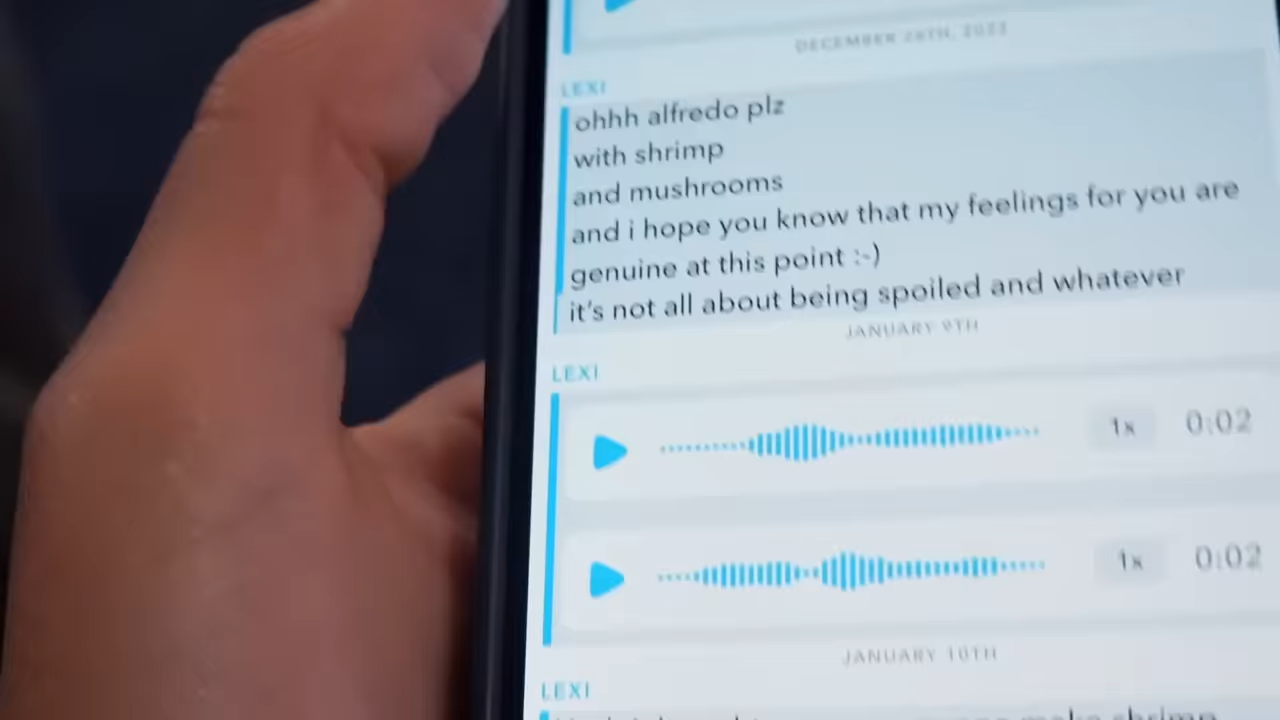 LEXI
ohhh alfredo plz
with shrimp
and mushrooms
and i hope you know that my feelings for you are
genuine at this point :-)
it's not all about being spoiled and whatever
JANUARY 9TH
LEXI
1x 0:02
1x 0:02
JANUARY 10TH
LEXI
make shrimp